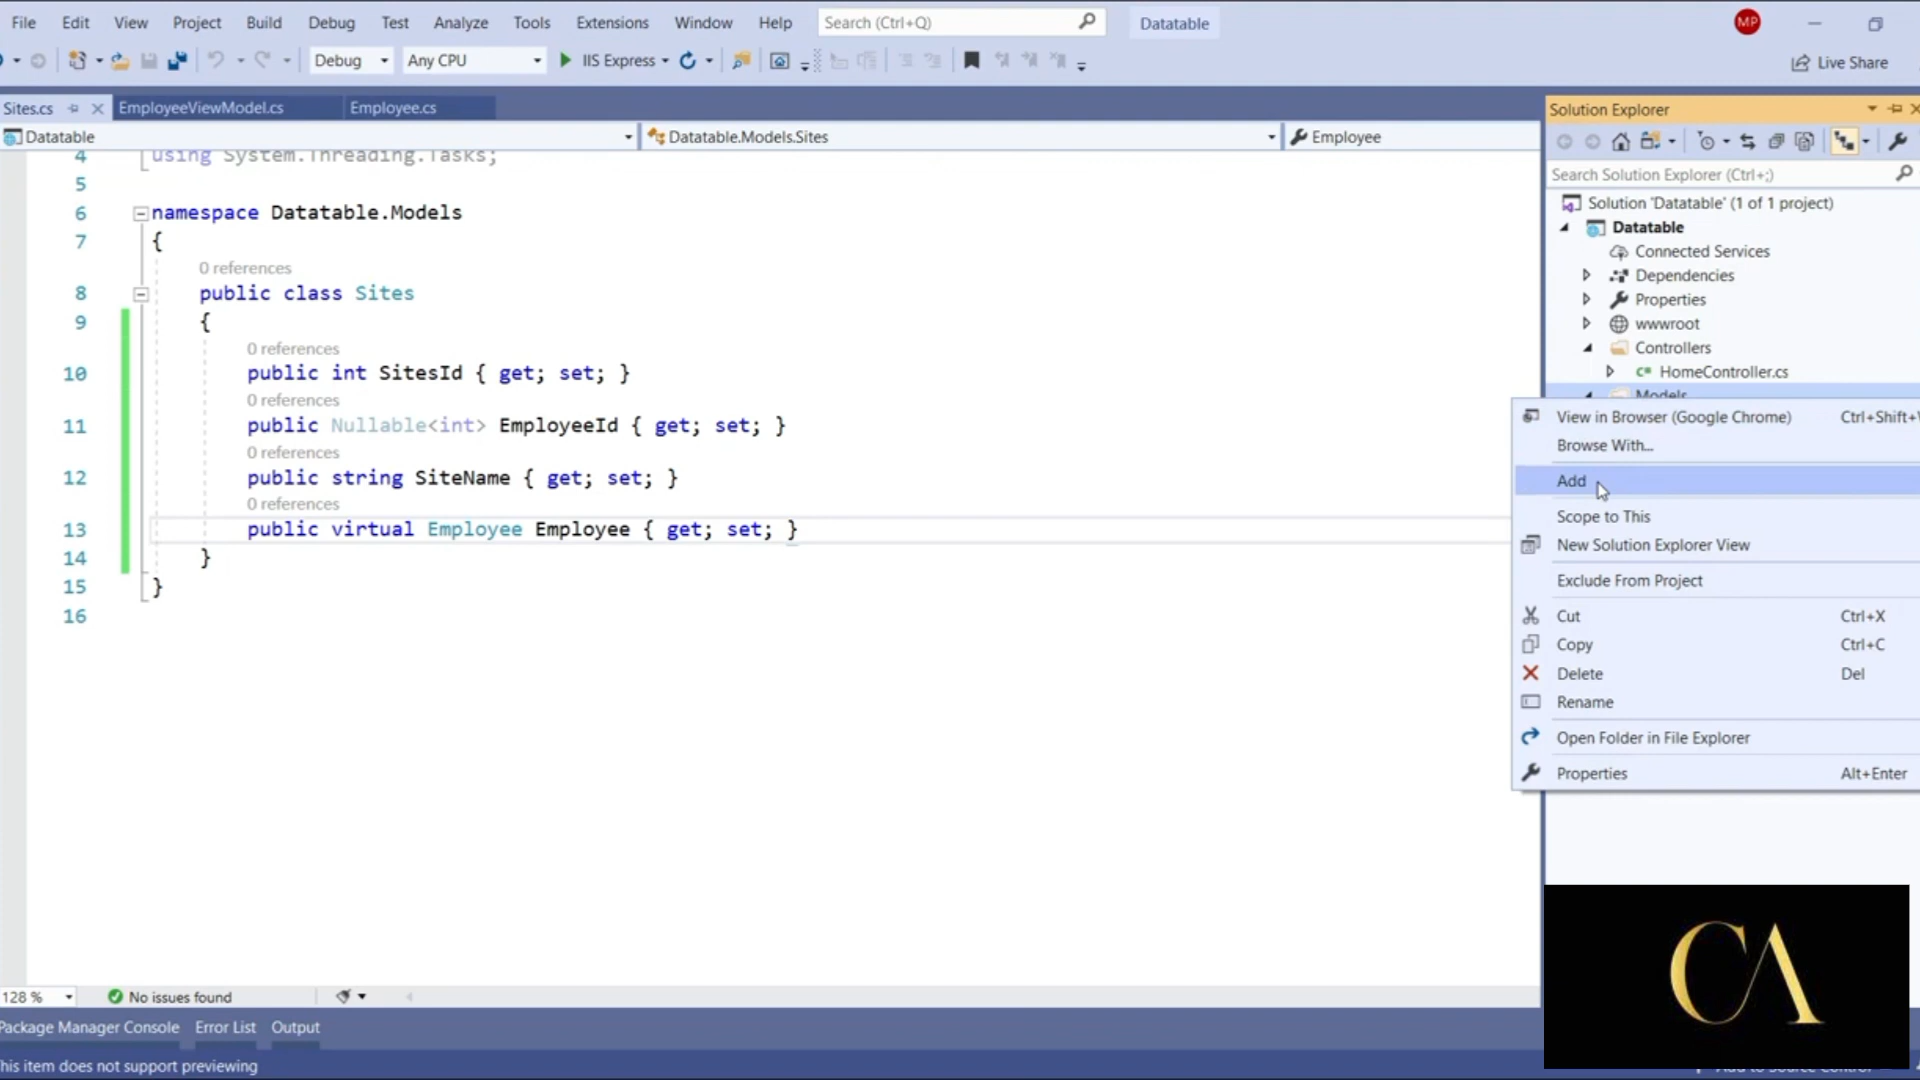 File Edit View Project Build Debug Test Analyze Tools Extensions Window Help Search (Ctrl+Q) Datatable MP
Debug Any CPU IIS Express Live Share
Sites.cs EmployeeViewModel.cs Employee.cs
Datatable Datatable.Models.Sites Employee
4 using System.Threading.Tasks;
5
6 namespace Datatable.Models
7 {
0 references
8 public class Sites
9 {
0 references
10 public int SitesId { get; set; }
0 references
11 public Nullable<int> EmployeeId { get; set; }
0 references
12 public string SiteName { get; set; }
0 references
13 public virtual Employee Employee { get; set; }
14 }
15 }
16
128 % No issues found
Package Manager Console Error List Output
his item does not support previewing
Solution Explorer
Search Solution Explorer (Ctrl+;)
Solution 'Datatable' (1 of 1 project)
Datatable
Connected Services
Dependencies
Properties
wwwroot
Controllers
C# HomeController.cs
Models
View in Browser (Google Chrome) Ctrl+Shift+
Browse With...
Add
Scope to This
New Solution Explorer View
Exclude From Project
Cut Ctrl+X
Copy Ctrl+C
Delete Del
Rename
Open Folder in File Explorer
Properties Alt+Enter
CA